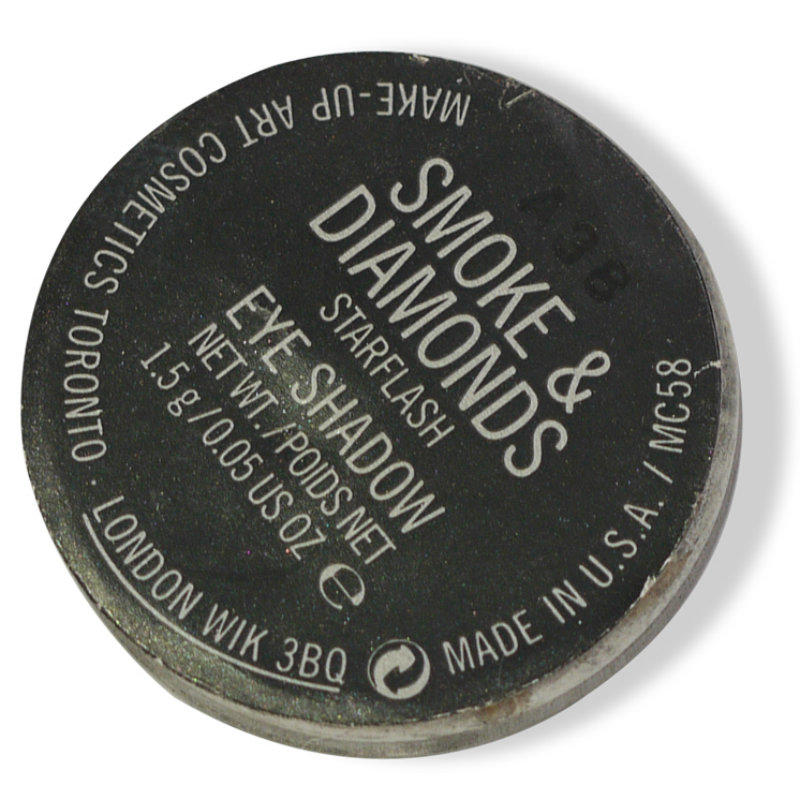 SMOKE &
DIAMONDS
STARFLASH
EYE SHADOW
NET WT. / POIDS NET
1.5 g / 0.05 US OZ e
MAKE-UP ART COSMETICS TORONTO · LONDON WIK 3BQ
MADE IN U.S.A. / MC58
A38